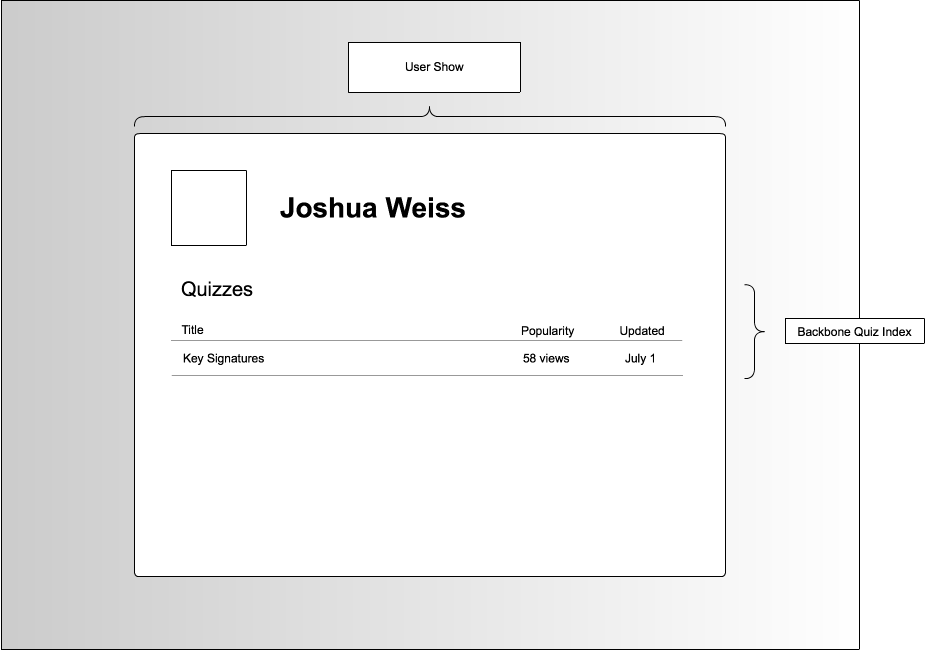 User Show
Joshua Weiss
Quizzes
Title Popularity Updated
Backbone Quiz Index
Key Signatures 58 views July 1